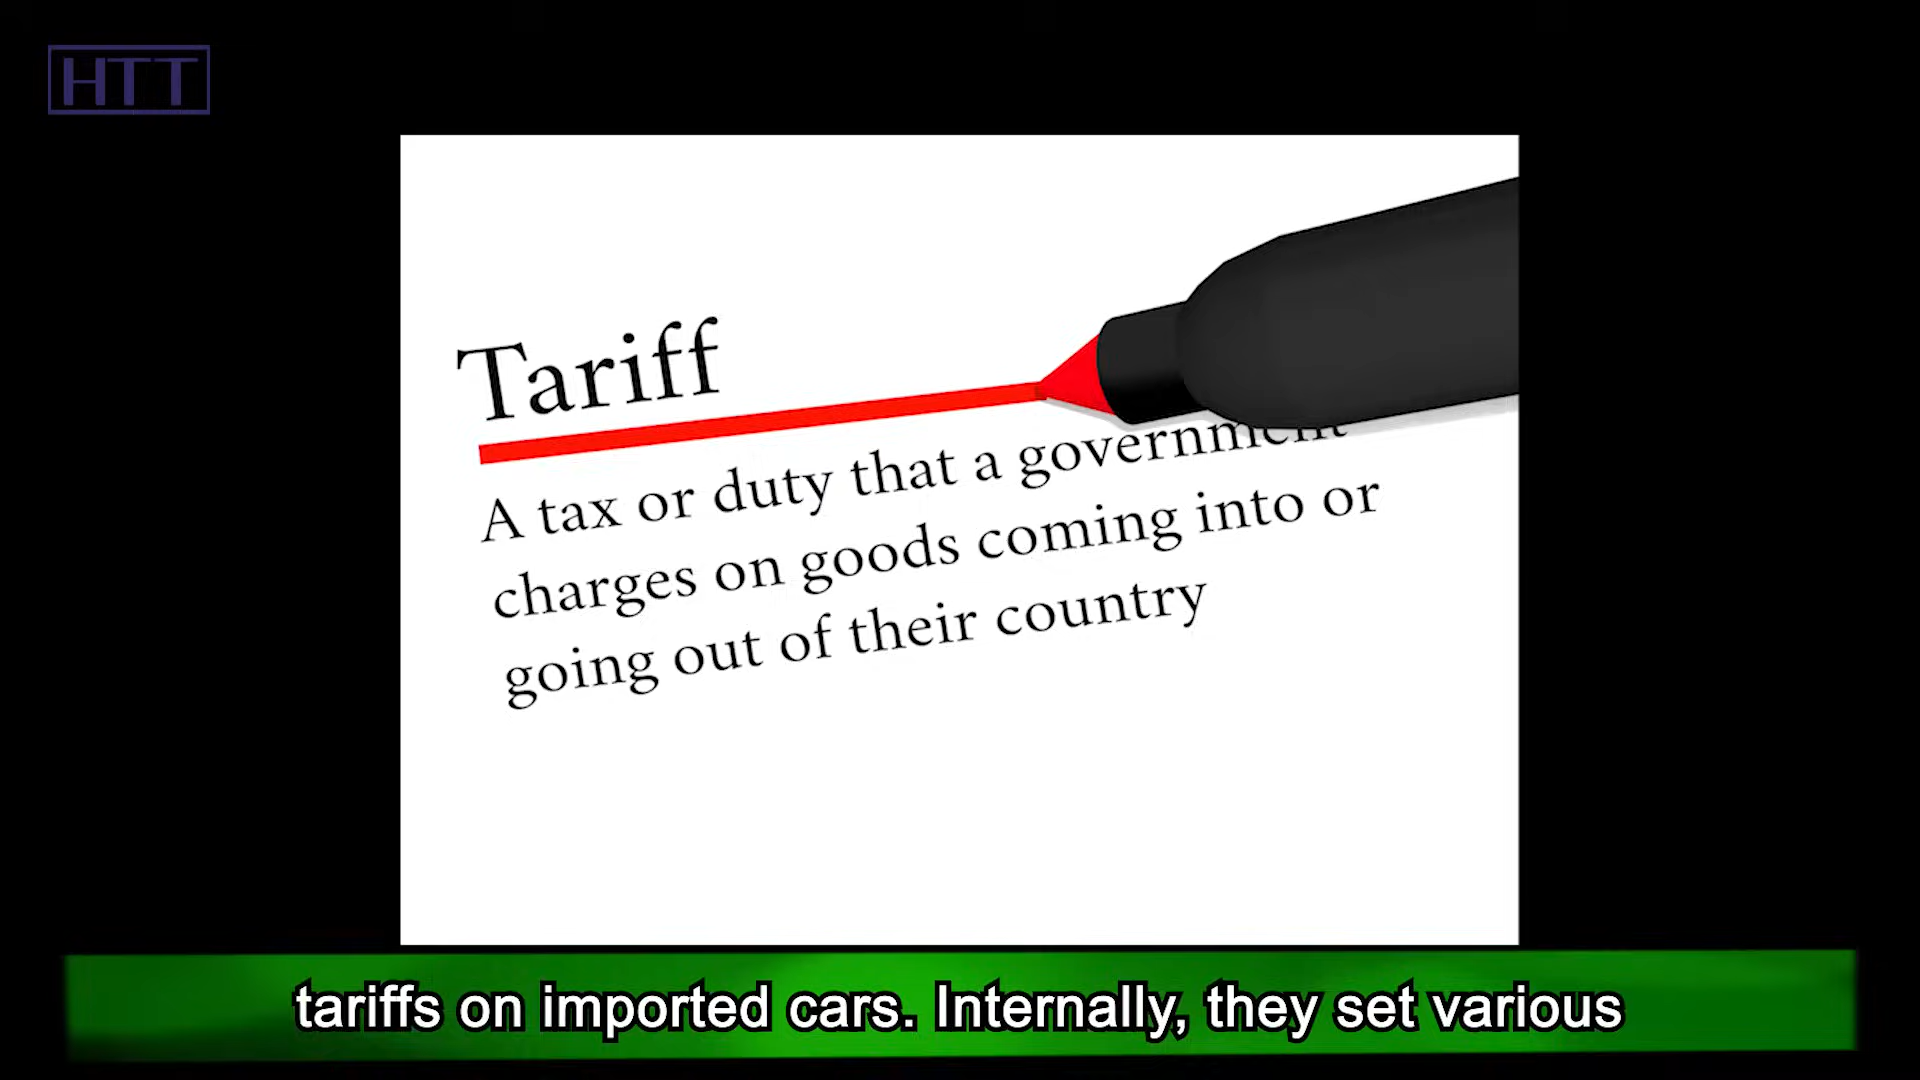 HTT
Tariff
A tax or duty that a government
charges on goods coming into or
going out of their country
tariffs on imported cars. Internally, they set various